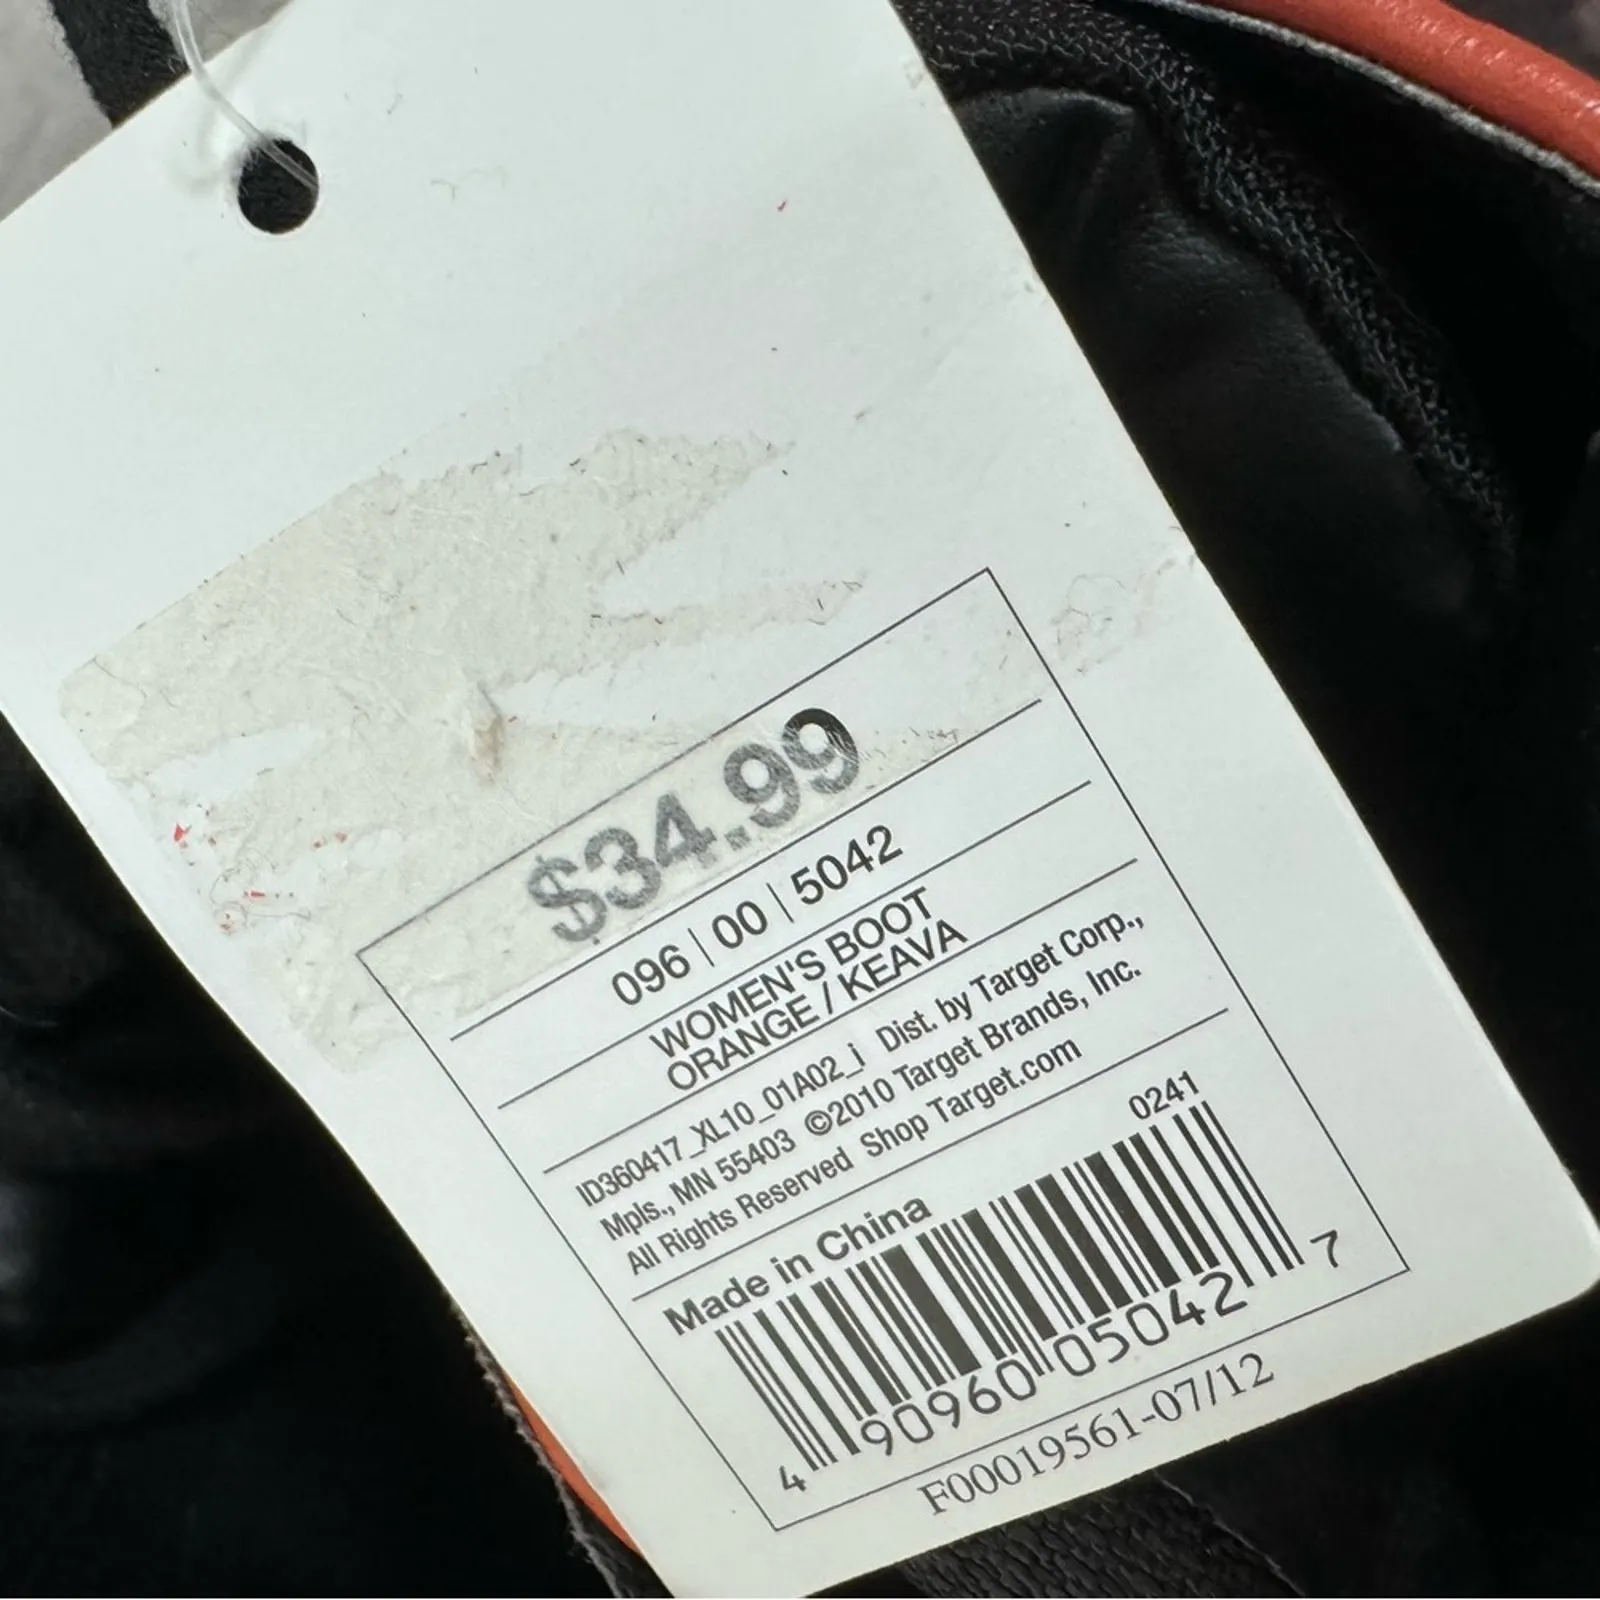 $34.99
096 | 00 | 5042
WOMEN'S BOOT
ORANGE / KEAVA
ID360417_XL10_01A02_i Dist. by Target Corp.,
Mpls., MN 55403 ©2010 Target Brands, Inc.
All Rights Reserved Shop Target.com
Made in China
0241
4 90960 05042 7
F00019561-07/12